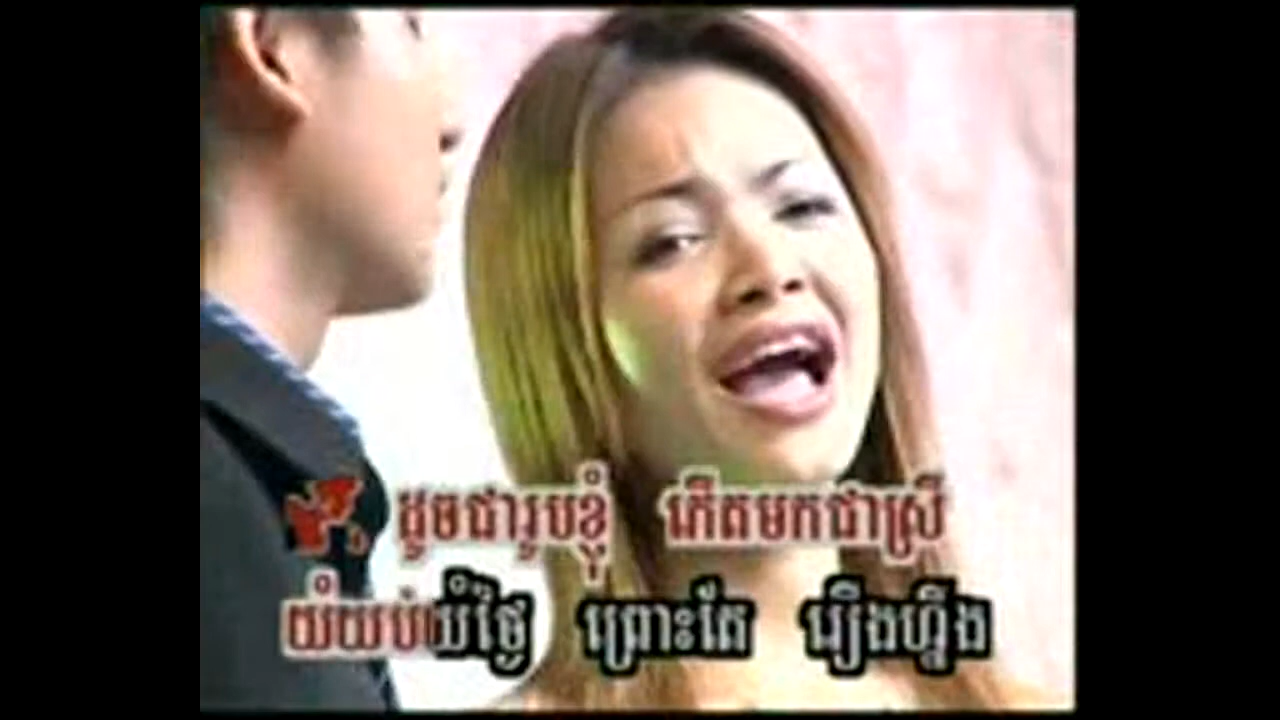 ដូចជារូបខ្ញុំ កើតមកជាស្រី
យំយប់យំថ្ងៃ ព្រោះតែ រឿងហ្នឹង